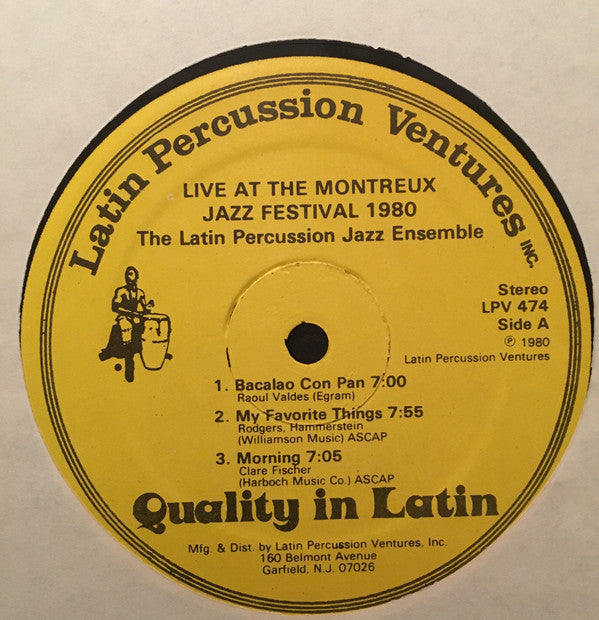 Latin Percussion Ventures INC.
LIVE AT THE MONTREUX
JAZZ FESTIVAL 1980
The Latin Percussion Jazz Ensemble
Stereo
LPV 474
Side A
℗ 1980
Latin Percussion Ventures
1. Bacalao Con Pan 7:00
Raoul Valdes (Egram)
2. My Favorite Things 7:55
Rodgers, Hammerstein
(Williamson Music) ASCAP
3. Morning 7:05
Clare Fischer
(Harboch Music Co.) ASCAP
Quality in Latin
Mfg. & Dist. by Latin Percussion Ventures, Inc.
160 Belmont Avenue
Garfield, N.J. 07026